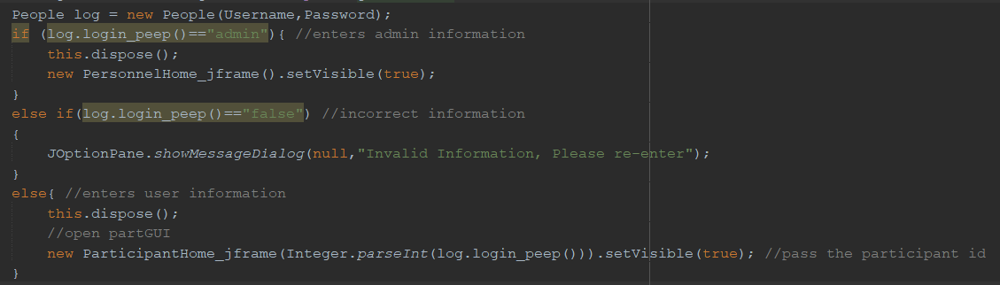 People log = new People(Username,Password);
if (log.login_peep()=="admin"){ //enters admin information
    this.dispose();
    new PersonnelHome_jframe().setVisible(true);
}
else if(log.login_peep()=="false") //incorrect information
{
    JOptionPane.showMessageDialog(null,"Invalid Information, Please re-enter");
}
else{ //enters user information
    this.dispose();
    //open partGUI
    new ParticipantHome_jframe(Integer.parseInt(log.login_peep())).setVisible(true); //pass the participant id
}